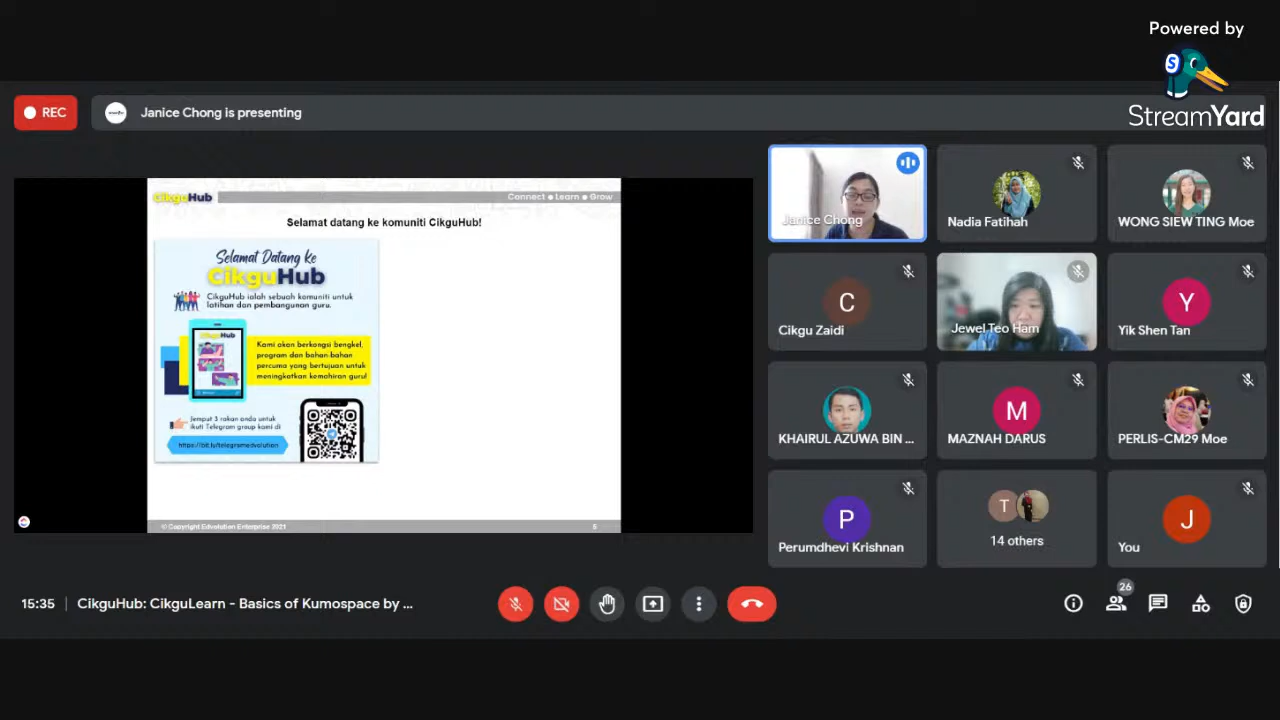 Powered by
S
StreamYard
REC
Janice Chong is presenting
CikguHub
Connect ● Learn ● Grow
Selamat datang ke komuniti CikguHub!
Selamat Datang ke
CikguHub
CikguHub ialah sebuah komuniti untuk
latihan dan pembangunan guru.
CikguHub
Kami akan berkongsi bengkel,
program dan bahan-bahan
percuma yang bertujuan untuk
meningkatkan kemahiran guru!
Jemput 3 rakan anda untuk
ikuti Telegram group kami di
https://bit.ly/telegramedvolution
© Copyright Edvolution Enterprise 2021
5
Janice Chong
Nadia Fatihah
WONG SIEW TING Moe
C
Cikgu Zaidi
Jewel Teo Ham
Y
Yik Shen Tan
KHAIRUL AZUWA BIN ...
M
MAZNAH DARUS
PERLIS-CM29 Moe
P
Perumdhevi Krishnan
T
14 others
J
You
15:35
CikguHub: CikguLearn - Basics of Kumospace by ...
26